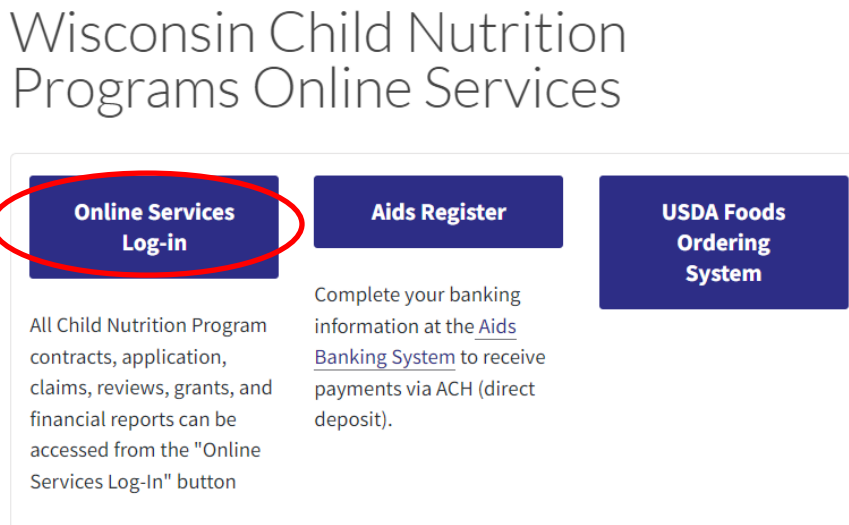 Wisconsin Child Nutrition
Programs Online Services
Online Services
Log-in
All Child Nutrition Program
contracts, application,
claims, reviews, grants, and
financial reports can be
accessed from the "Online
Services Log-In" button
Aids Register
Complete your banking
information at the Aids
Banking System to receive
payments via ACH (direct
deposit).
USDA Foods
Ordering
System